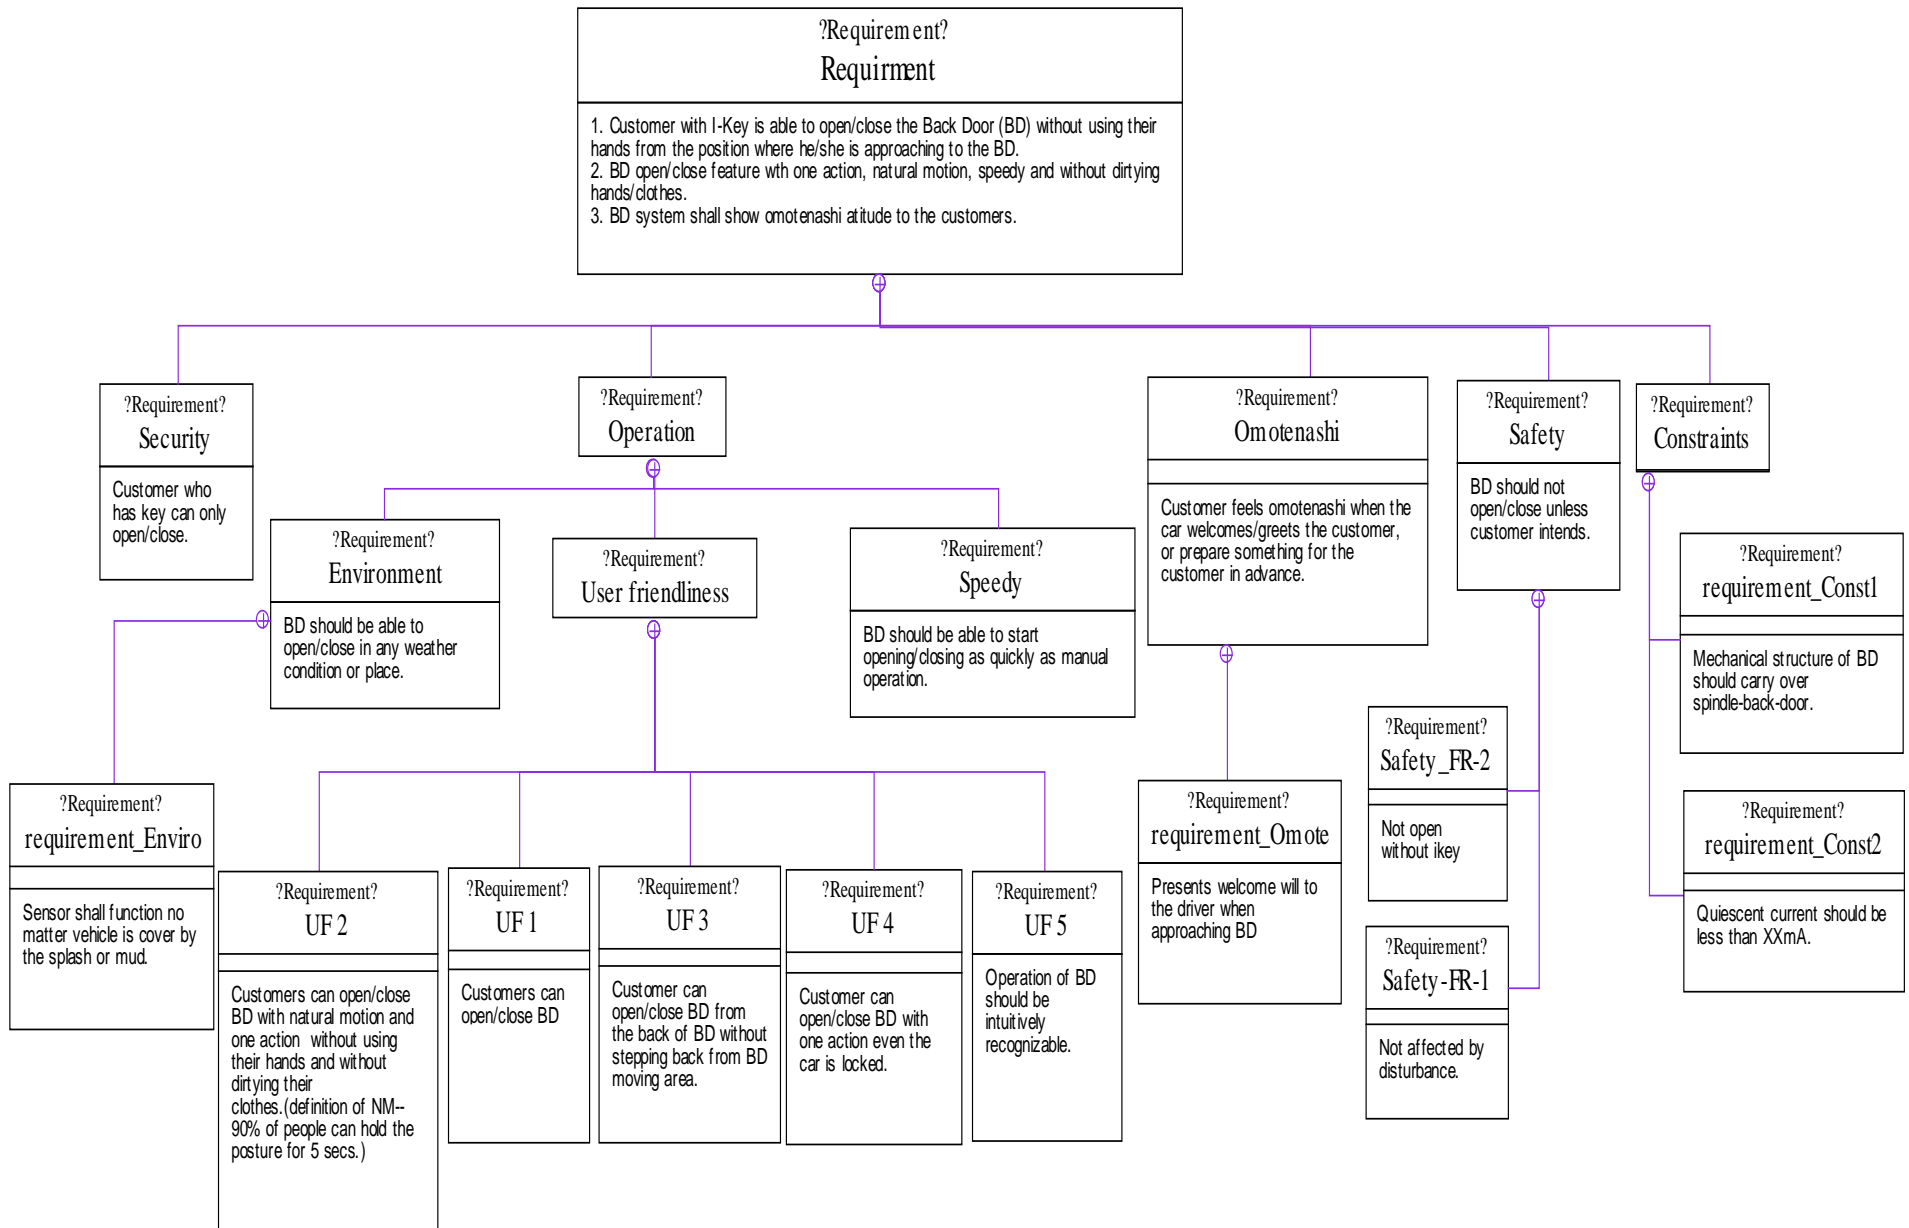 ?Requirement?
Requirment
1. Customer with I-Key is able to open/close the Back Door (BD) without using their
hands from the position where he/she is approaching to the BD.
2. BD open/close feature wth one action, natural motion, speedy and without dirtying
hands/clothes.
3. BD system shall show omotenashi atitude to the customers.
?Requirement?
Security
Customer who
has key can only
open/close.
?Requirement?
Operation
?Requirement?
Omotenashi
Customer feels omotenashi when the
car welcomes/greets the customer,
or prepare something for the
customer in advance.
?Requirement?
Safety
BD should not
open/close unless
customer intends.
?Requirement?
Constraints
?Requirement?
Environment
BD should be able to
open/close in any weather
condition or place.
?Requirement?
User friendliness
?Requirement?
Speedy
BD should be able to start
opening/closing as quickly as manual
operation.
?Requirement?
requirement_Const1
Mechanical structure of BD
should carry over
spindle-back-door.
?Requirement?
Safety_FR-2
Not open
without ikey
?Requirement?
requirement_Enviro
Sensor shall function no
matter vehicle is cover by
the splash or mud.
?Requirement?
UF 2
Customers can open/close
BD with natural motion and
one action without using
their hands and without
dirtying their
clothes.(definition of NM--
90% of people can hold the
posture for 5 secs.)
?Requirement?
UF 1
Customers can
open/close BD
?Requirement?
UF 3
Customer can
open/close BD from
the back of BD without
stepping back from BD
moving area.
?Requirement?
UF 4
Customer can
open/close BD with
one action even the
car is locked.
?Requirement?
UF 5
Operation of BD
should be
intuitively
recognizable.
?Requirement?
requirement_Omote
Presents welcome will to
the driver when
approaching BD
?Requirement?
Safety-FR-1
Not affected by
disturbance.
?Requirement?
requirement_Const2
Quiescent current should be
less than XXmA.